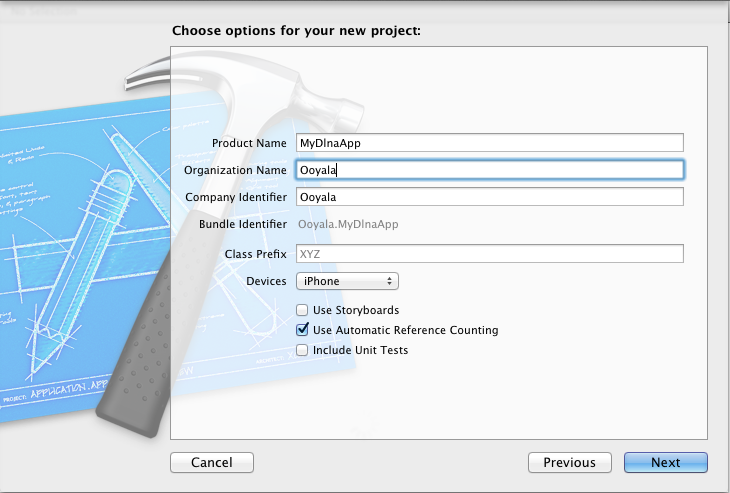 Choose options for your new project:
Product Name MyDlnaApp
Organization Name Ooyala
Company Identifier Ooyala
Bundle Identifier Ooyala.MyDlnaApp
Class Prefix XYZ
Devices iPhone
Use Storyboards
Use Automatic Reference Counting
Include Unit Tests
PROJECT: APPLICATION.APP
Cancel Previous Next